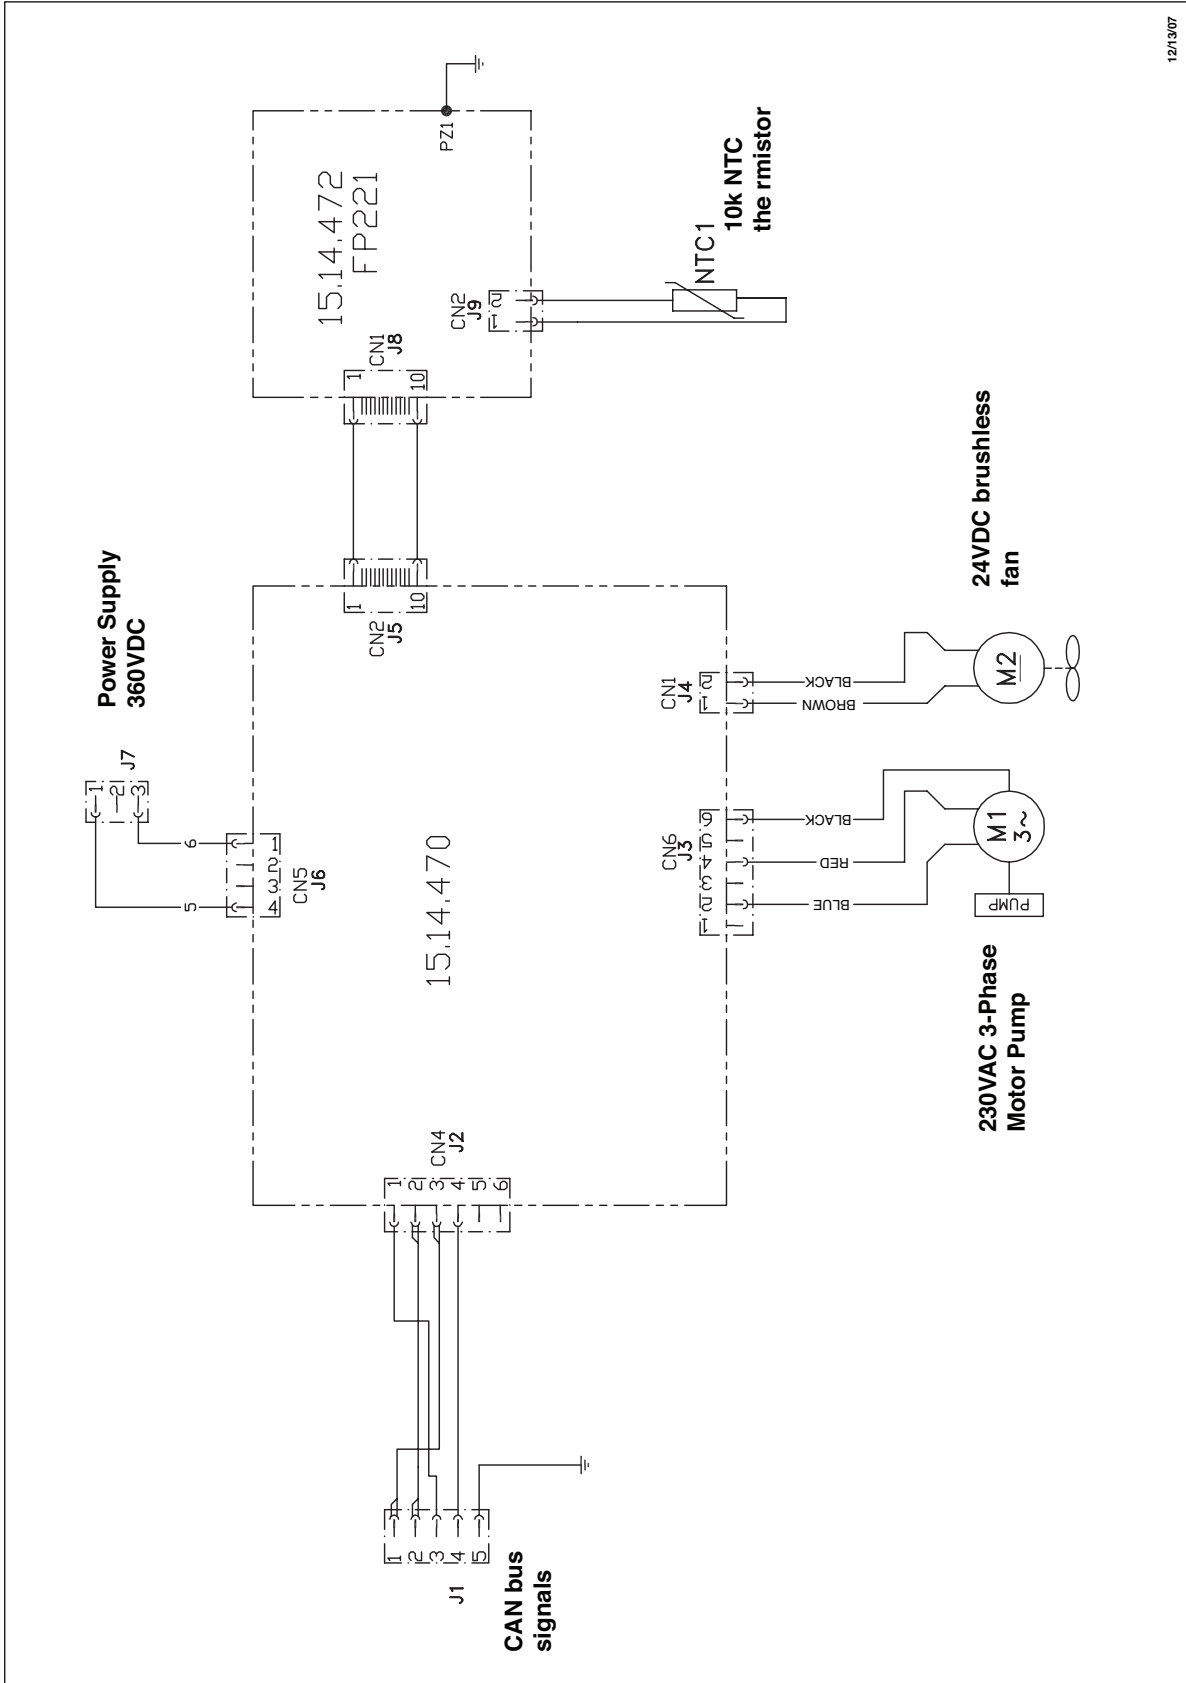 12/13/07
Power Supply
360VDC
J7
1
2
3
6
5
1
2
3
4
CN5
J6
15.14.470
CN4
J2
1
2
3
4
5
6
J1
1
2
3
4
5
CAN bus
signals
CN2
J5
1
10
CN1
J8
1
10
15.14.472
FP221
PZ1
CN2
J9
1
2
NTC1
10k NTC
the rmistor
CN1
J4
1
2
BROWN
BLACK
M2
24VDC brushless
fan
CN6
J3
1
2
3
4
5
6
BLUE
RED
BLACK
M1
3~
PUMP
230VAC 3-Phase
Motor Pump